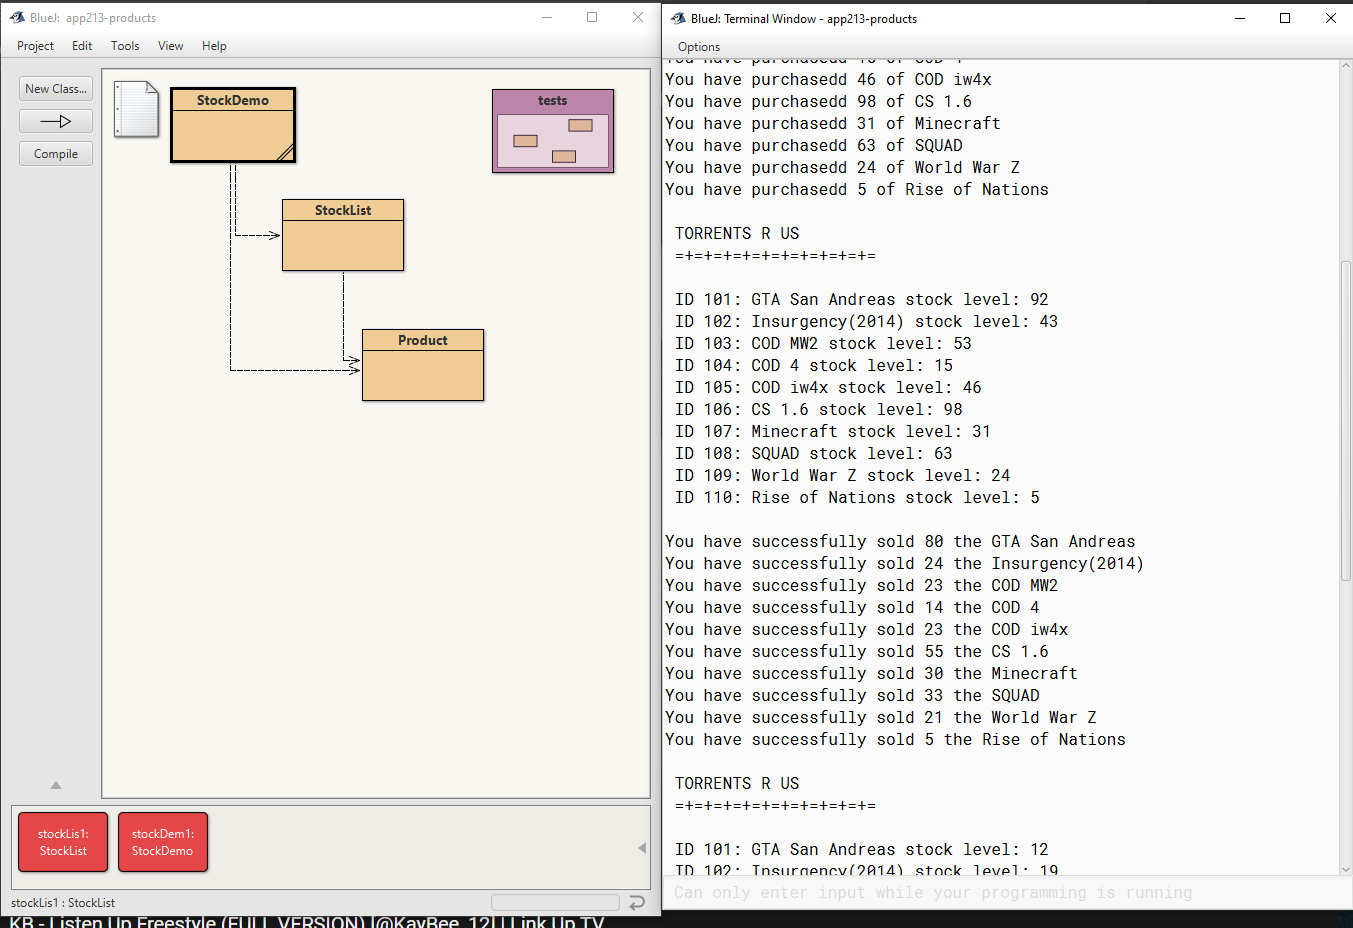 BlueJ: app213-products
Project Edit Tools View Help
New Class...
Compile
StockDemo
tests
StockList
Product
stockLis1:
StockList
stockDem1:
StockDemo
stockLis1 : StockList
KB - Listen Up Freestyle (FULL VERSION) [@KayBee_12] | Link Up TV
BlueJ: Terminal Window - app213-products
Options
You have purchasedd 46 of COD iw4x
You have purchasedd 98 of CS 1.6
You have purchasedd 31 of Minecraft
You have purchasedd 63 of SQUAD
You have purchasedd 24 of World War Z
You have purchasedd 5 of Rise of Nations
TORRENTS R US
=+=+=+=+=+=+=+=+=+=+=
ID 101: GTA San Andreas stock level: 92
ID 102: Insurgency(2014) stock level: 43
ID 103: COD MW2 stock level: 53
ID 104: COD 4 stock level: 15
ID 105: COD iw4x stock level: 46
ID 106: CS 1.6 stock level: 98
ID 107: Minecraft stock level: 31
ID 108: SQUAD stock level: 63
ID 109: World War Z stock level: 24
ID 110: Rise of Nations stock level: 5
You have successfully sold 80 the GTA San Andreas
You have successfully sold 24 the Insurgency(2014)
You have successfully sold 23 the COD MW2
You have successfully sold 14 the COD 4
You have successfully sold 23 the COD iw4x
You have successfully sold 55 the CS 1.6
You have successfully sold 30 the Minecraft
You have successfully sold 33 the SQUAD
You have successfully sold 21 the World War Z
You have successfully sold 5 the Rise of Nations
TORRENTS R US
=+=+=+=+=+=+=+=+=+=+=
ID 101: GTA San Andreas stock level: 12
ID 102: Insurgency(2014) stock level: 19
Can only enter input while your programming is running